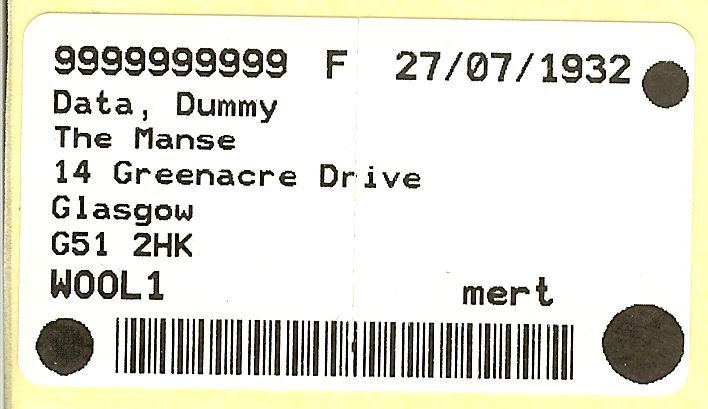 9999999999 F 27/07/1932
Data, Dummy
The Manse
14 Greenacre Drive
Glasgow
G51 2HK
WOOL1 mert